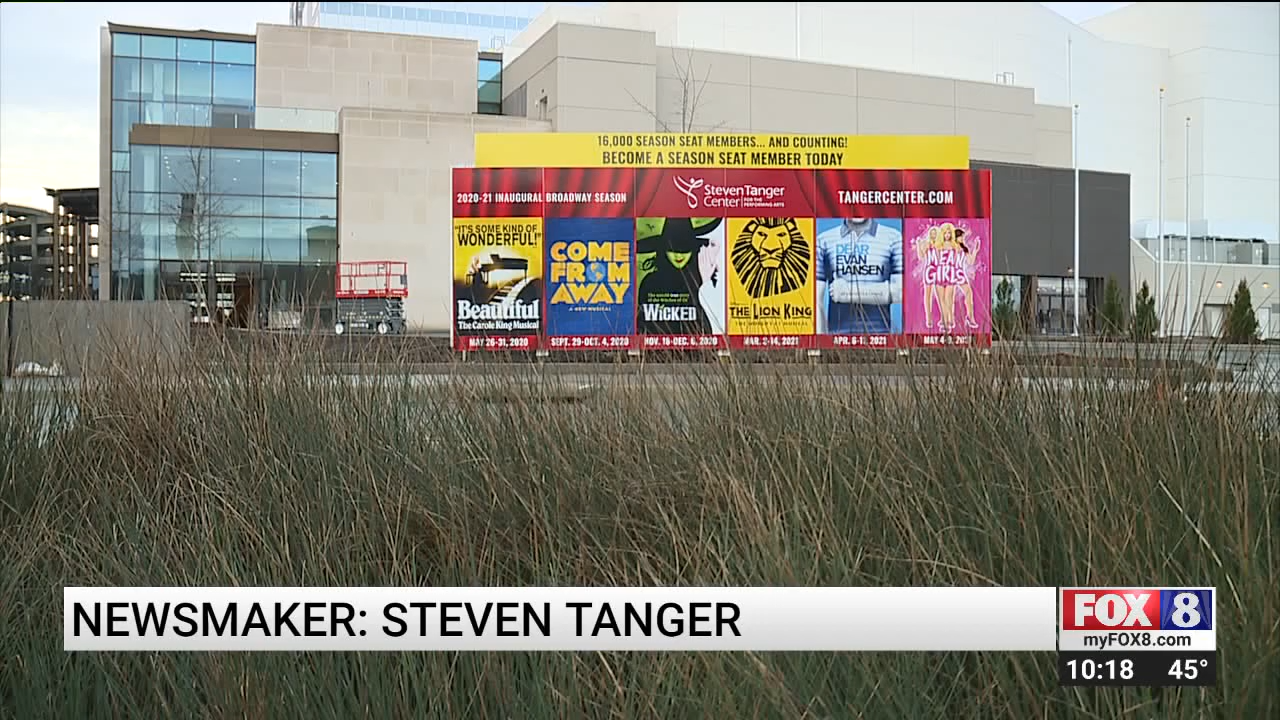 16,000 SEASON SEAT MEMBERS... AND COUNTING!
BECOME A SEASON SEAT MEMBER TODAY
2020-21 INAUGURAL BROADWAY SEASON
Steven Tanger
Center FOR THE PERFORMING ARTS
TANGERCENTER.COM
"IT'S SOME KIND OF
WONDERFUL!"
Beautiful
The Carole King Musical
MAY 26-31, 2020
COME
FROM
AWAY
A NEW MUSICAL
SEPT. 29-OCT. 4, 2020
WICKED
NOV. 18-DEC. 6, 2020
THE LION KING
MAR. 2-14, 2021
DEAR
EVAN
HANSEN
APR. 6-11, 2021
MEAN
GIRLS
NEWSMAKER: STEVEN TANGER
FOX 8
myFOX8.com
10:18 45°